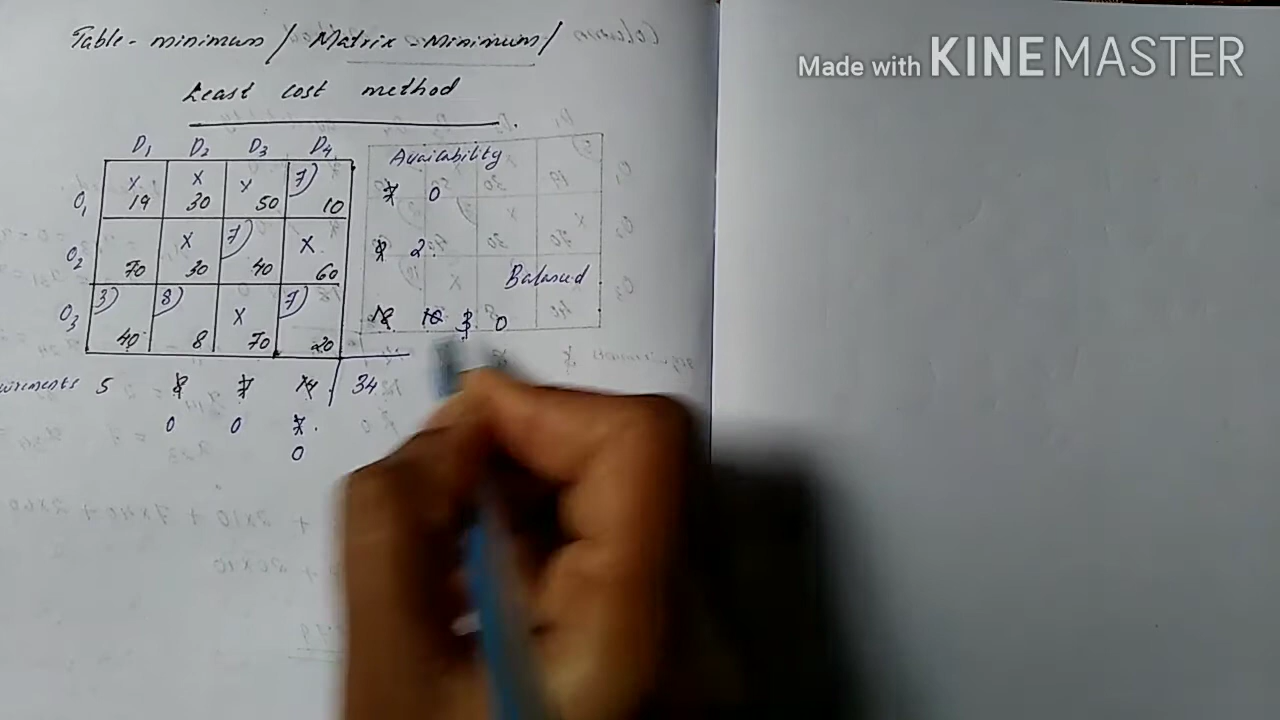 Table-minimum / Matrix-Minimum /
Least cost method
Made with KINEMASTER
D1 D2 D3 D4 Availability
O1 x 19 x 30 x 50 7 10 7 0
O2 70 x 30 7 40 x 60 9 2
Balanced
O3 3 40 8 8 x 70 7 20 18 10 3 0
uirements 5 8 7 14 34
0 0 7
0